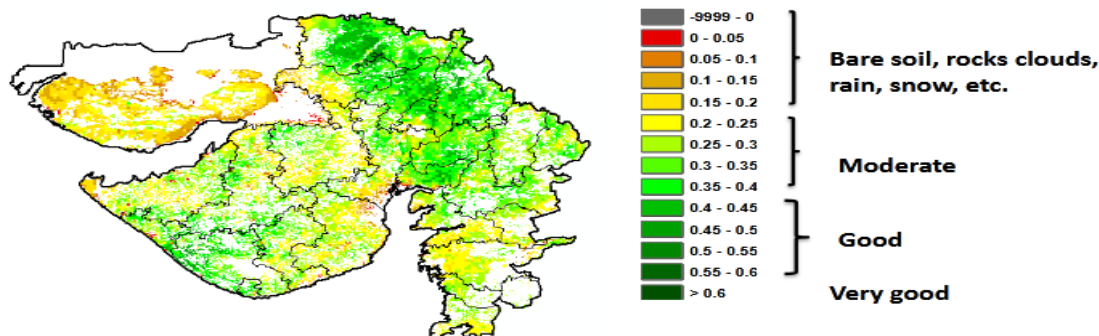 -9999 - 0
0 - 0.05
0.05 - 0.1
0.1 - 0.15
0.15 - 0.2
0.2 - 0.25
0.25 - 0.3
0.3 - 0.35
0.35 - 0.4
0.4 - 0.45
0.45 - 0.5
0.5 - 0.55
0.55 - 0.6
> 0.6
Bare soil, rocks clouds,
rain, snow, etc.
Moderate
Good
Very good